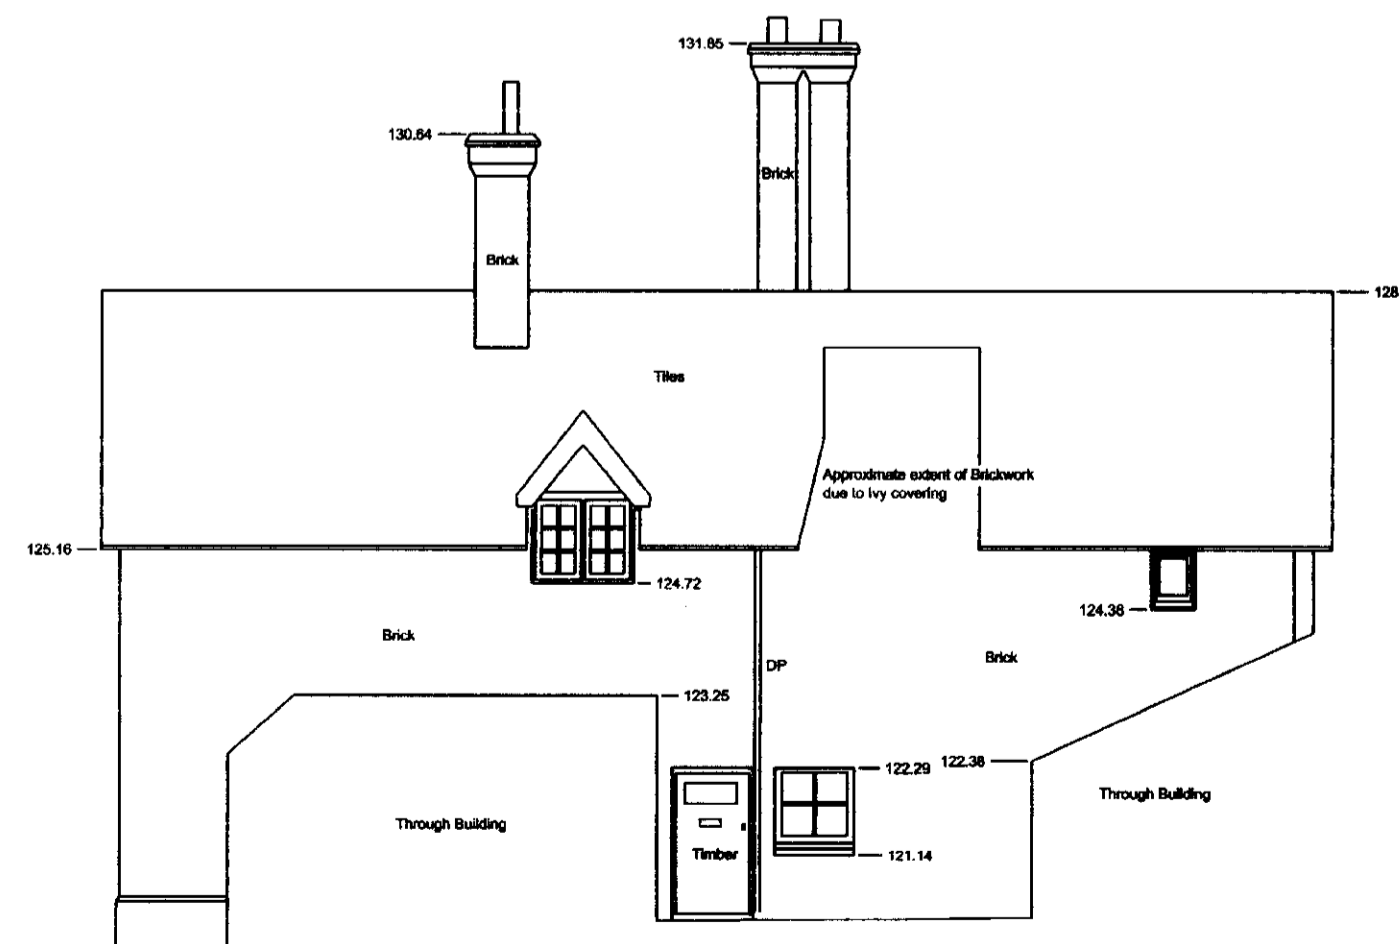 131.85
130.64
Brick
Brick
128
Tiles
Approximate extent of Brickwork
due to Ivy covering
125.16
124.72
124.38
Brick
DP
Brick
123.25
122.29
122.38
Through Building
Through Building
Timber
121.14